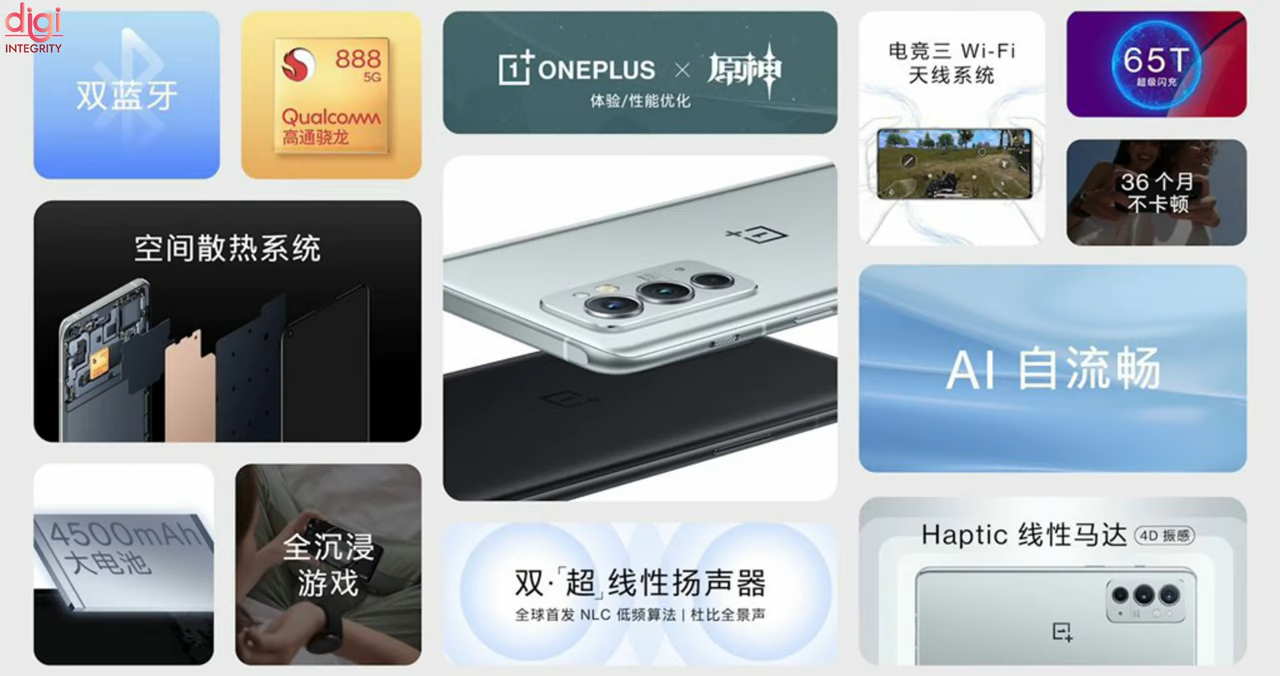 digi
INTEGRITY
双蓝牙
888
5G
Qualcomm
高通骁龙
ONEPLUS × 原神
体验/性能优化
电竞三 Wi-Fi
天线系统
65T
超级闪充
36 个月
不卡顿
空间散热系统
AI 自流畅
4500mAh
大电池
全沉浸
游戏
双·「超」线性扬声器
全球首发 NLC 低频算法 | 杜比全景声
Haptic 线性马达 4D 振感